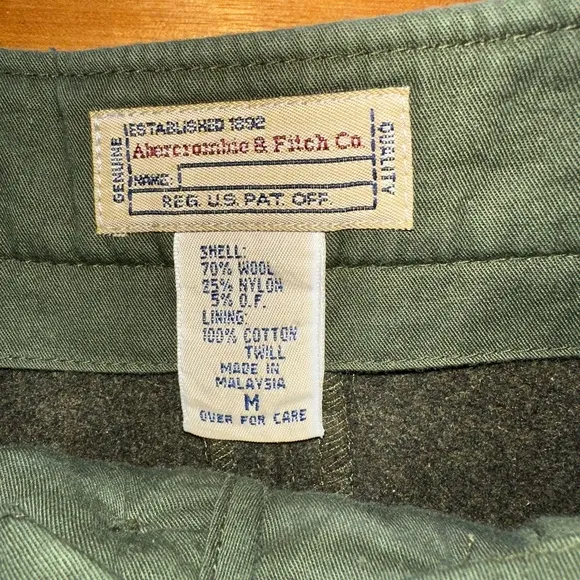 ESTABLISHED 1892
GENUINE
Abercrombie & Fitch Co.
QUALITY
NAME:
REG. U.S. PAT. OFF.
SHELL:
70% WOOL
25% NYLON
5% O.F.
LINING:
100% COTTON
TWILL
MADE IN
MALAYSIA
M
OVER FOR CARE